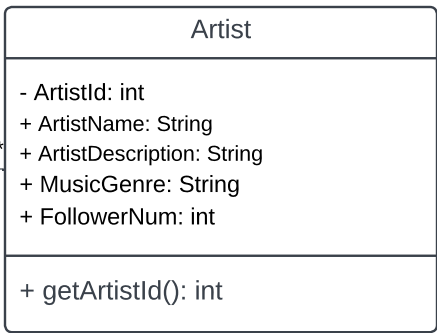 Artist
- ArtistId: int
+ ArtistName: String
+ ArtistDescription: String
+ MusicGenre: String
+ FollowerNum: int
+ getArtistId(): int